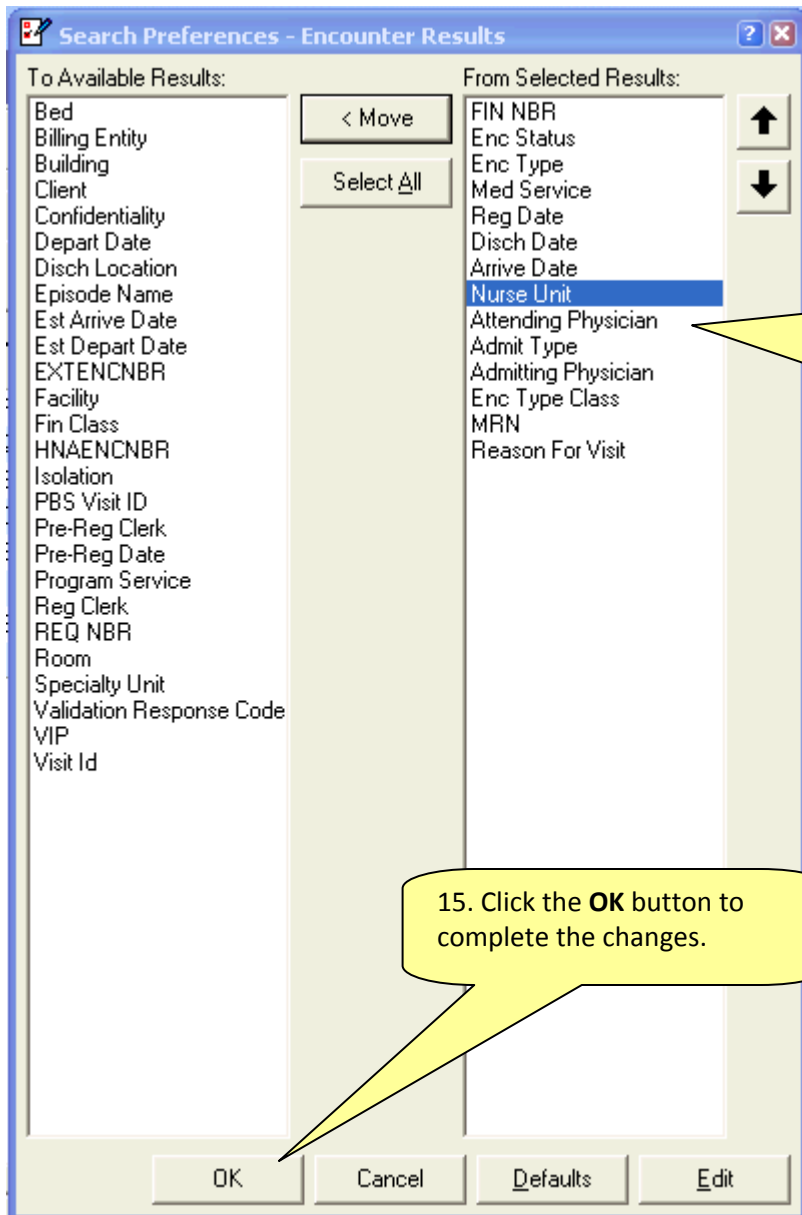 Search Preferences - Encounter Results
To Available Results:
Bed
Billing Entity
Building
Client
Confidentiality
Depart Date
Disch Location
Episode Name
Est Arrive Date
Est Depart Date
EXTENCNBR
Facility
Fin Class
HNAENCNBR
Isolation
PBS Visit ID
Pre-Reg Clerk
Pre-Reg Date
Program Service
Reg Clerk
REQ NBR
Room
Specialty Unit
Validation Response Code
VIP
Visit Id
< Move
Select All
From Selected Results:
FIN NBR
Enc Status
Enc Type
Med Service
Reg Date
Disch Date
Arrive Date
Nurse Unit
Attending Physician
Admit Type
Admitting Physician
Enc Type Class
MRN
Reason For Visit
15. Click the OK button to
complete the changes.
OK
Cancel
Defaults
Edit